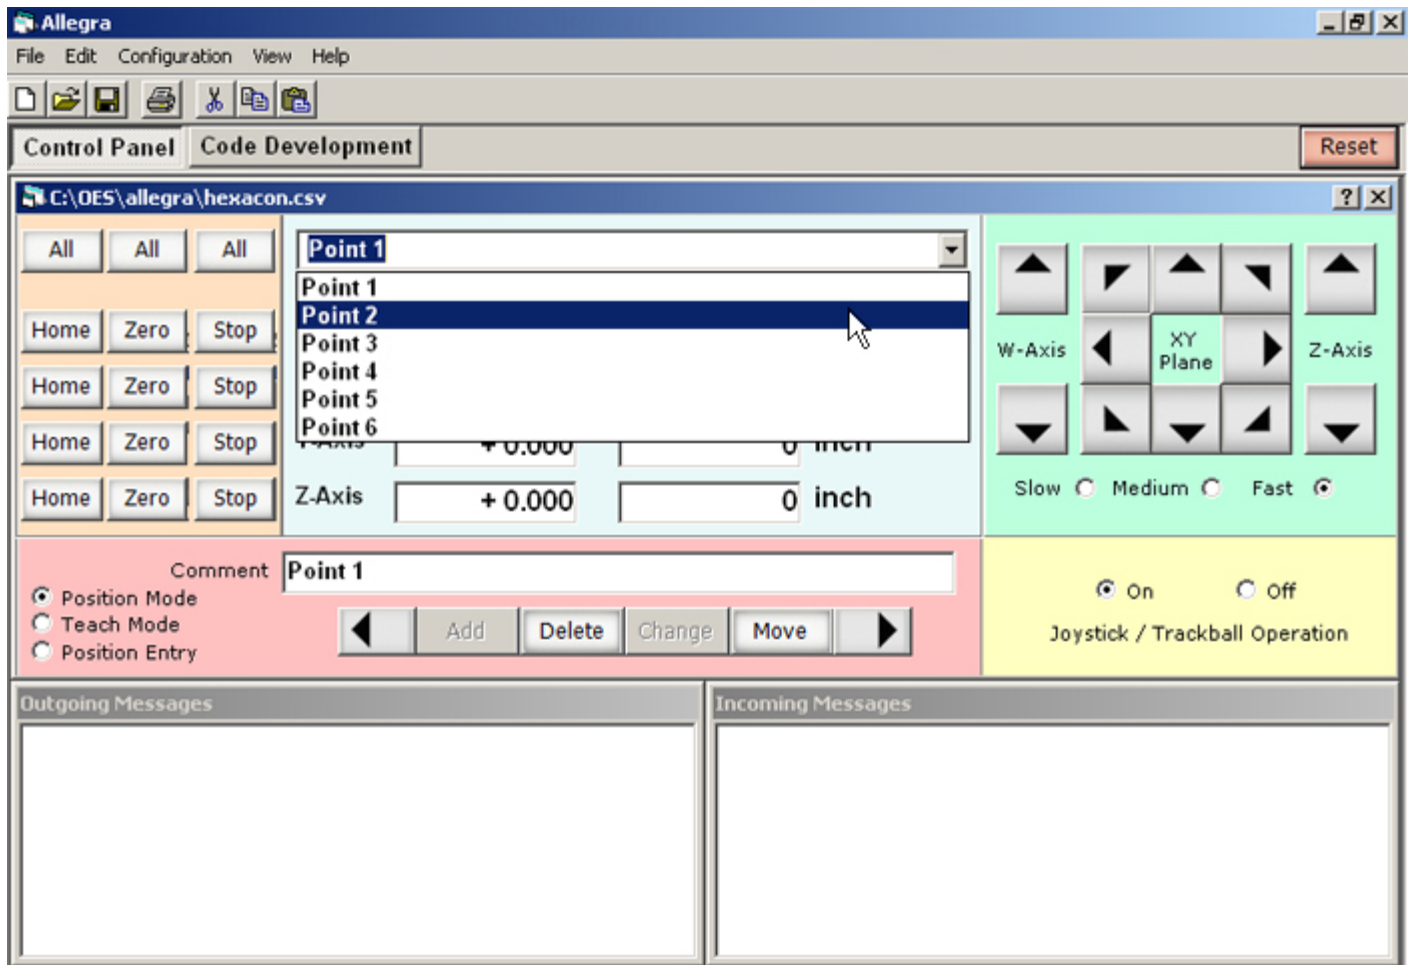 Allegra
File Edit Configuration View Help
Control Panel Code Development Reset
C:\OES\allegra\hexacon.csv
All All All Point 1
Point 1
Home Zero Stop Point 2
Point 3
W-Axis XY Plane Z-Axis
Home Zero Stop Point 4
Point 5
Point 6
Home Zero Stop + 0.000 0 inch
Home Zero Stop Z-Axis + 0.000 0 inch
Slow Medium Fast
Comment Point 1
Position Mode
Teach Mode
Position Entry
Add Delete Change Move
On Off
Joystick / Trackball Operation
Outgoing Messages Incoming Messages